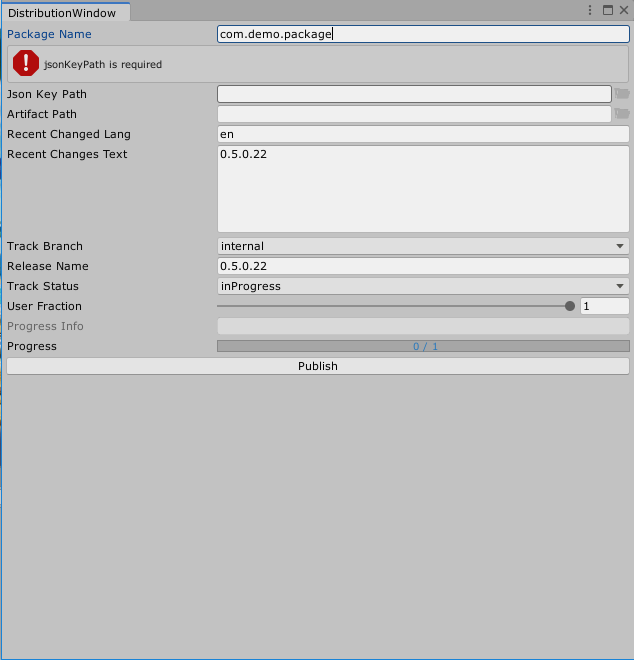 DistributionWindow
Package Name com.demo.package
jsonKeyPath is required
Json Key Path
Artifact Path
Recent Changed Lang en
Recent Changes Text 0.5.0.22
Track Branch internal
Release Name 0.5.0.22
Track Status inProgress
User Fraction 1
Progress Info
Progress 0 / 1
Publish